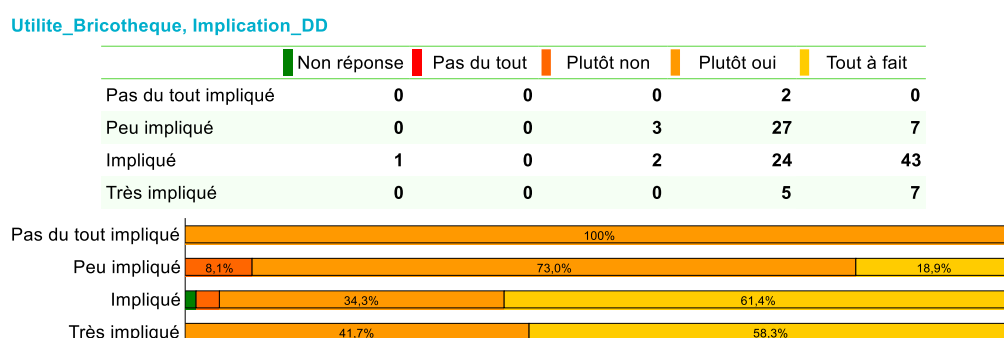 Utilite_Bricotheque, Implication_DD
Non réponse Pas du tout Plutôt non Plutôt oui Tout à fait
Pas du tout impliqué 0 0 0 2 0
Peu impliqué 0 0 3 27 7
Impliqué 1 0 2 24 43
Très impliqué 0 0 0 5 7
Pas du tout impliqué 100%
Peu impliqué 8,1% 73,0% 18,9%
Impliqué 34,3% 61,4%
Très impliqué 41,7% 58,3%